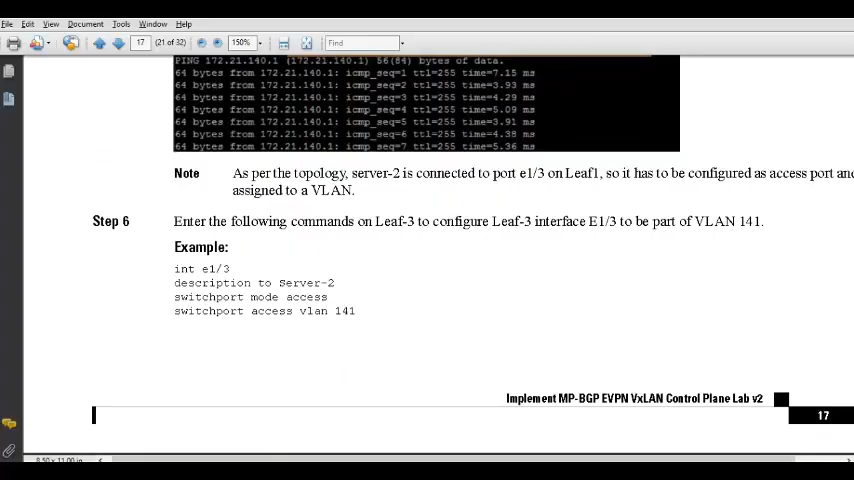 File Edit View Document Tools Window Help
17 (21 of 32) 150% Find
PING 172.21.140.1 (172.21.140.1) 56(84) bytes of data.
64 bytes from 172.21.140.1: icmp_seq=1 ttl=255 time=7.15 ms
64 bytes from 172.21.140.1: icmp_seq=2 ttl=255 time=3.93 ms
64 bytes from 172.21.140.1: icmp_seq=3 ttl=255 time=4.29 ms
64 bytes from 172.21.140.1: icmp_seq=4 ttl=255 time=5.09 ms
64 bytes from 172.21.140.1: icmp_seq=5 ttl=255 time=3.91 ms
64 bytes from 172.21.140.1: icmp_seq=6 ttl=255 time=4.38 ms
64 bytes from 172.21.140.1: icmp_seq=7 ttl=255 time=5.36 ms
Note As per the topology, server-2 is connected to port e1/3 on Leaf1, so it has to be configured as access port and
assigned to a VLAN.
Step 6 Enter the following commands on Leaf-3 to configure Leaf-3 interface E1/3 to be part of VLAN 141.
Example:
int e1/3
description to Server-2
switchport mode access
switchport access vlan 141
Implement MP-BGP EVPN VxLAN Control Plane Lab v2
17
8.50 x 11.00 in